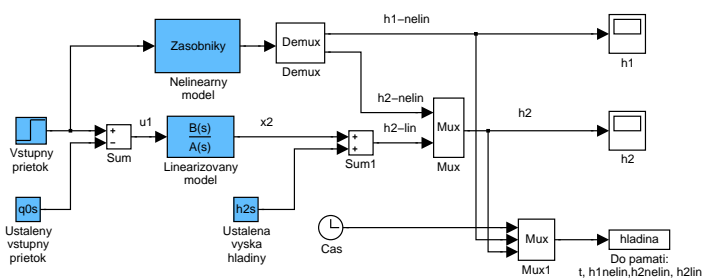 h1-nelin
Zasobniky
Demux
Nelinearny
model
Demux
h1
h2-nelin
h2
u1
B(s)
A(s)
x2
+
-
+
+
h2-lin
Mux
Vstupny
prietok
Sum
Linearizovany
model
Sum1
Mux
h2
q0s
h2s
Ustaleny
vstupny
prietok
Ustalena
vyska
hladiny
Cas
Mux
Mux1
hladina
Do pamati:
t, h1nelin,h2nelin, h2lin